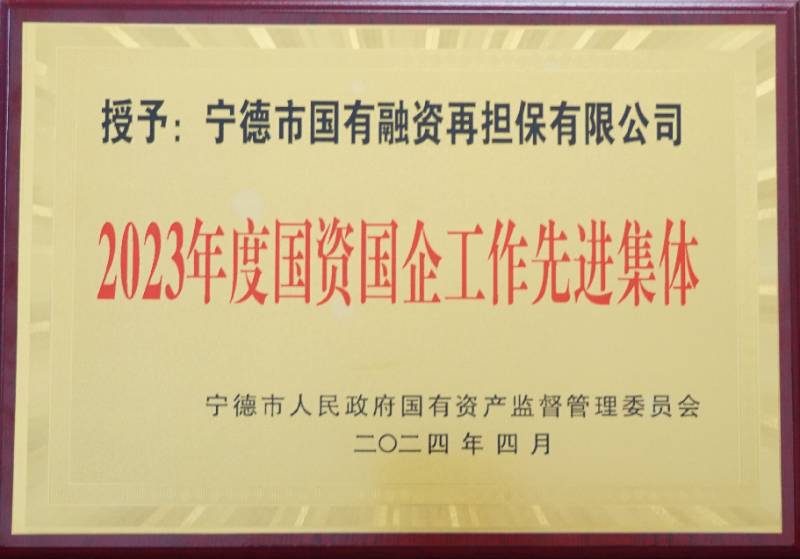 授予：宁德市国有融资再担保有限公司
2023年度国资国企工作先进集体
宁德市人民政府国有资产监督管理委员会
二〇二四年四月